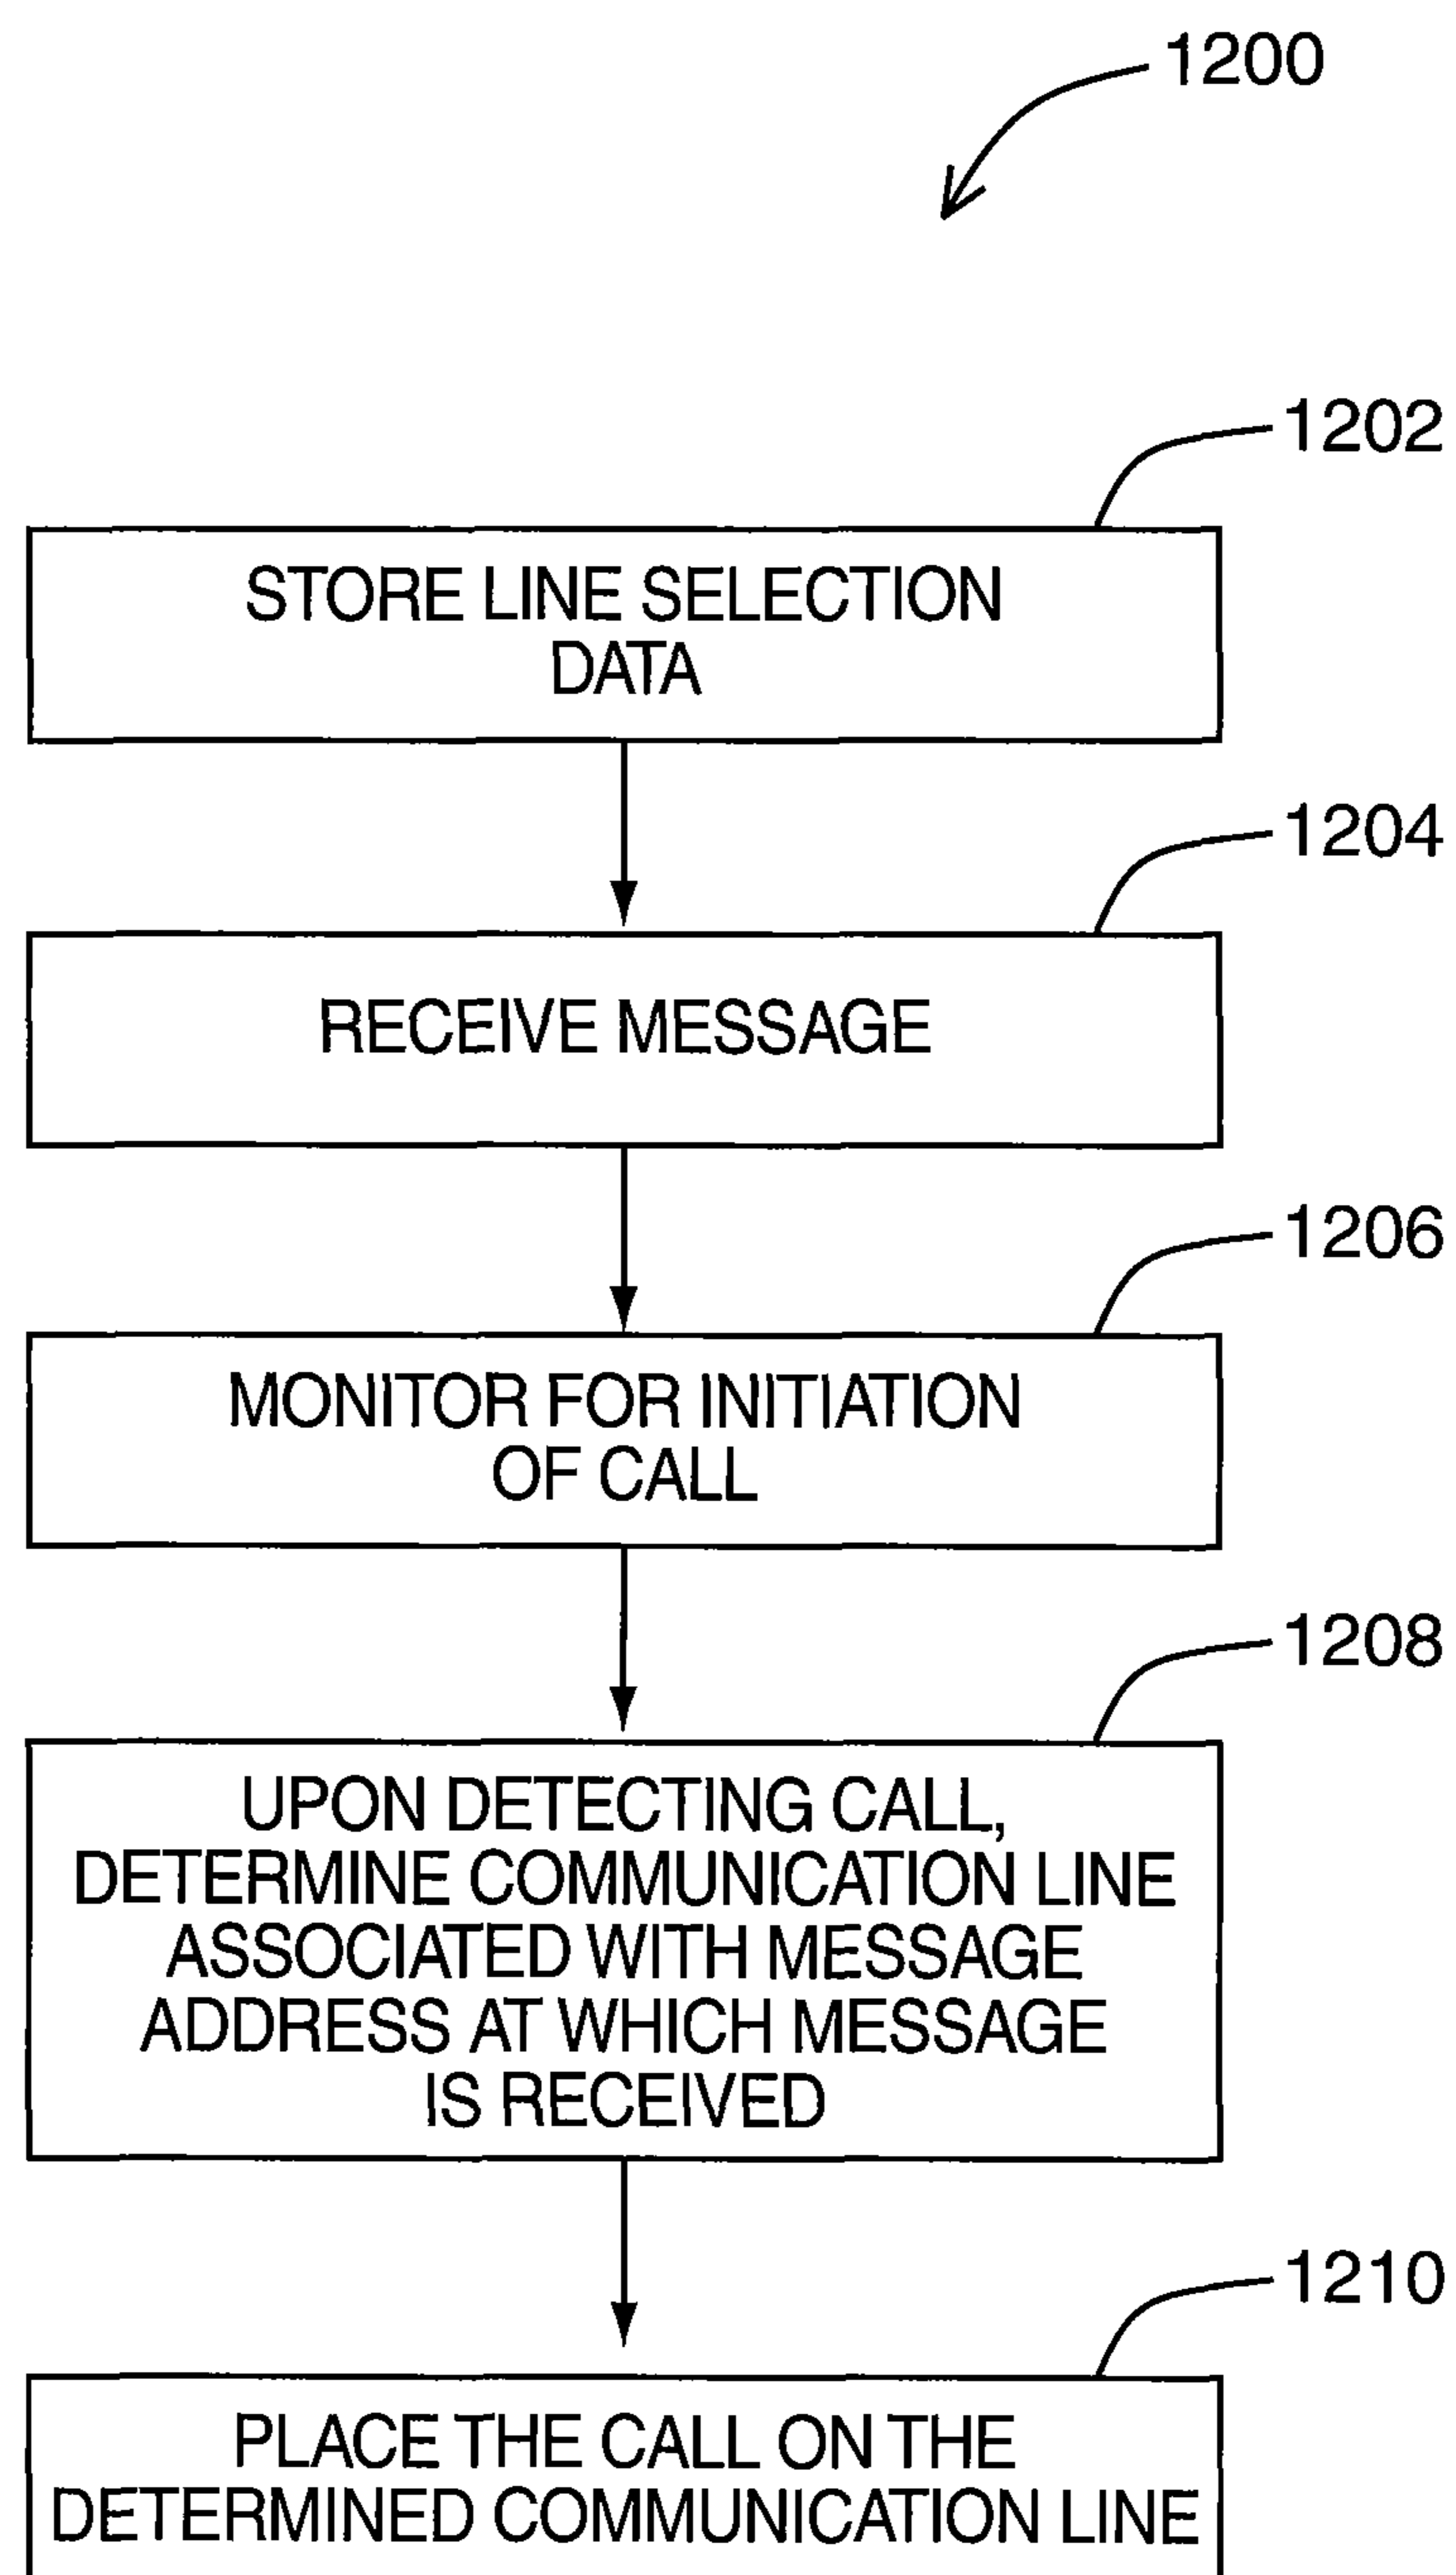 1200
1202
STORE LINE SELECTION
DATA
1204
RECEIVE MESSAGE
1206
MONITOR FOR INITIATION
OF CALL
1208
UPON DETECTING CALL,
DETERMINE COMMUNICATION LINE
ASSOCIATED WITH MESSAGE
ADDRESS AT WHICH MESSAGE
IS RECEIVED
1210
PLACE THE CALL ON THE
DETERMINED COMMUNICATION LINE